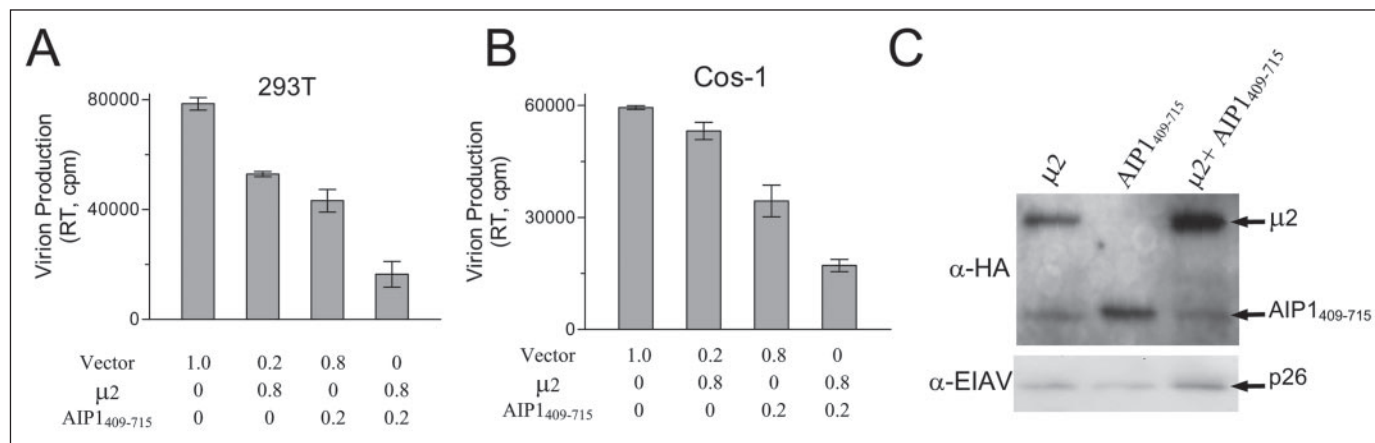 A
293T
Virion Production
(RT, cpm)
80000
40000
0
Vector 1.0 0.2 0.8 0
μ2 0 0.8 0 0.8
AIP1409-715 0 0 0.2 0.2
B
Cos-1
Virion Production
(RT, cpm)
60000
30000
0
Vector 1.0 0.2 0.8 0
μ2 0 0.8 0 0.8
AIP1409-715 0 0 0.2 0.2
C
μ2
AIP1409-715
μ2+ AIP1409-715
α-HA
μ2
AIP1409-715
α-EIAV
p26